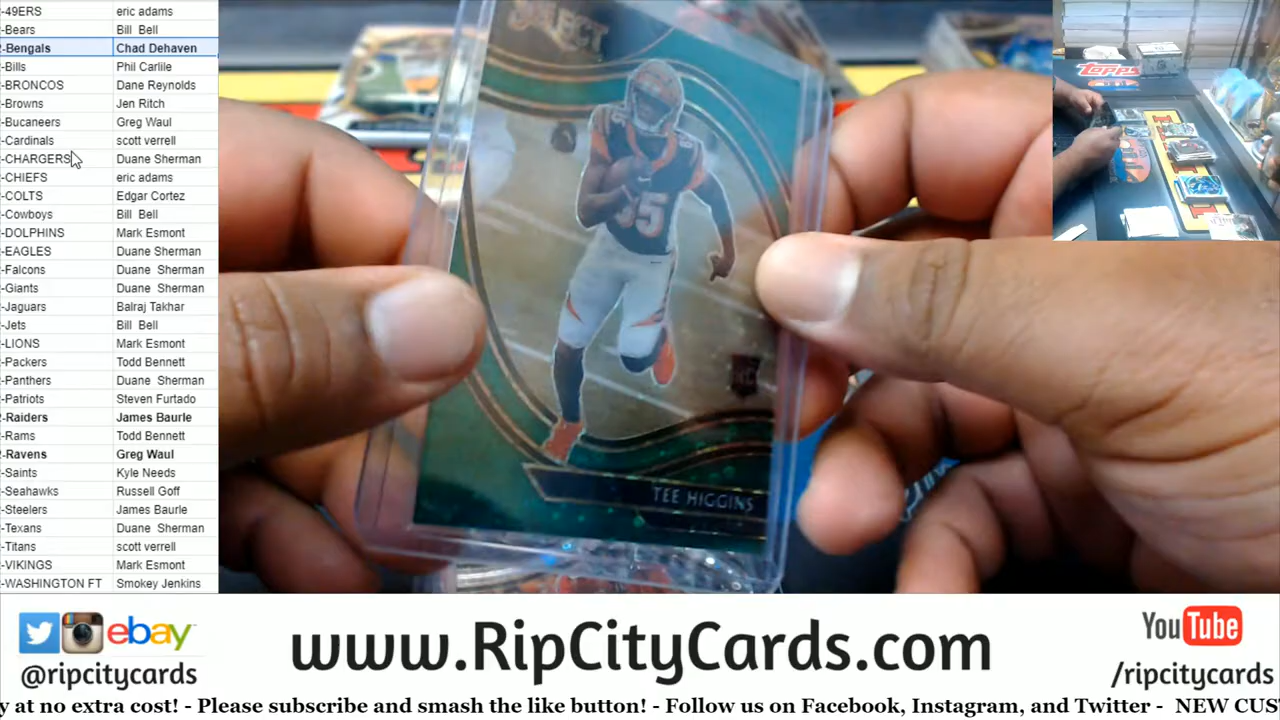 -49ERS eric adams
-Bears Bill Bell
-Bengals Chad Dehaven
-Bills Phil Carlile
-BRONCOS Dane Reynolds
-Browns Jen Ritch
-Bucaneers Greg Waul
-Cardinals scott verrell
-CHARGERS Duane Sherman
-CHIEFS eric adams
-COLTS Edgar Cortez
-Cowboys Bill Bell
-DOLPHINS Mark Esmont
-EAGLES Duane Sherman
-Falcons Duane Sherman
-Giants Duane Sherman
-Jaguars Balraj Takhar
-Jets Bill Bell
-LIONS Mark Esmont
-Packers Todd Bennett
-Panthers Duane Sherman
-Patriots Steven Furtado
-Raiders James Baurle
-Rams Todd Bennett
-Ravens Greg Waul
-Saints Kyle Needs
-Seahawks Russell Goff
-Steelers James Baurle
-Texans Duane Sherman
-Titans scott verrell
-VIKINGS Mark Esmont
-WASHINGTON FT Smokey Jenkins
SELECT
85
RC
TEE HIGGINS
TOPPS
ebay
@ripcitycards
www.RipCityCards.com
YouTube
/ripcitycards
y at no extra cost! - Please subscribe and smash the like button! - Follow us on Facebook, Instagram, and Twitter - NEW CUS